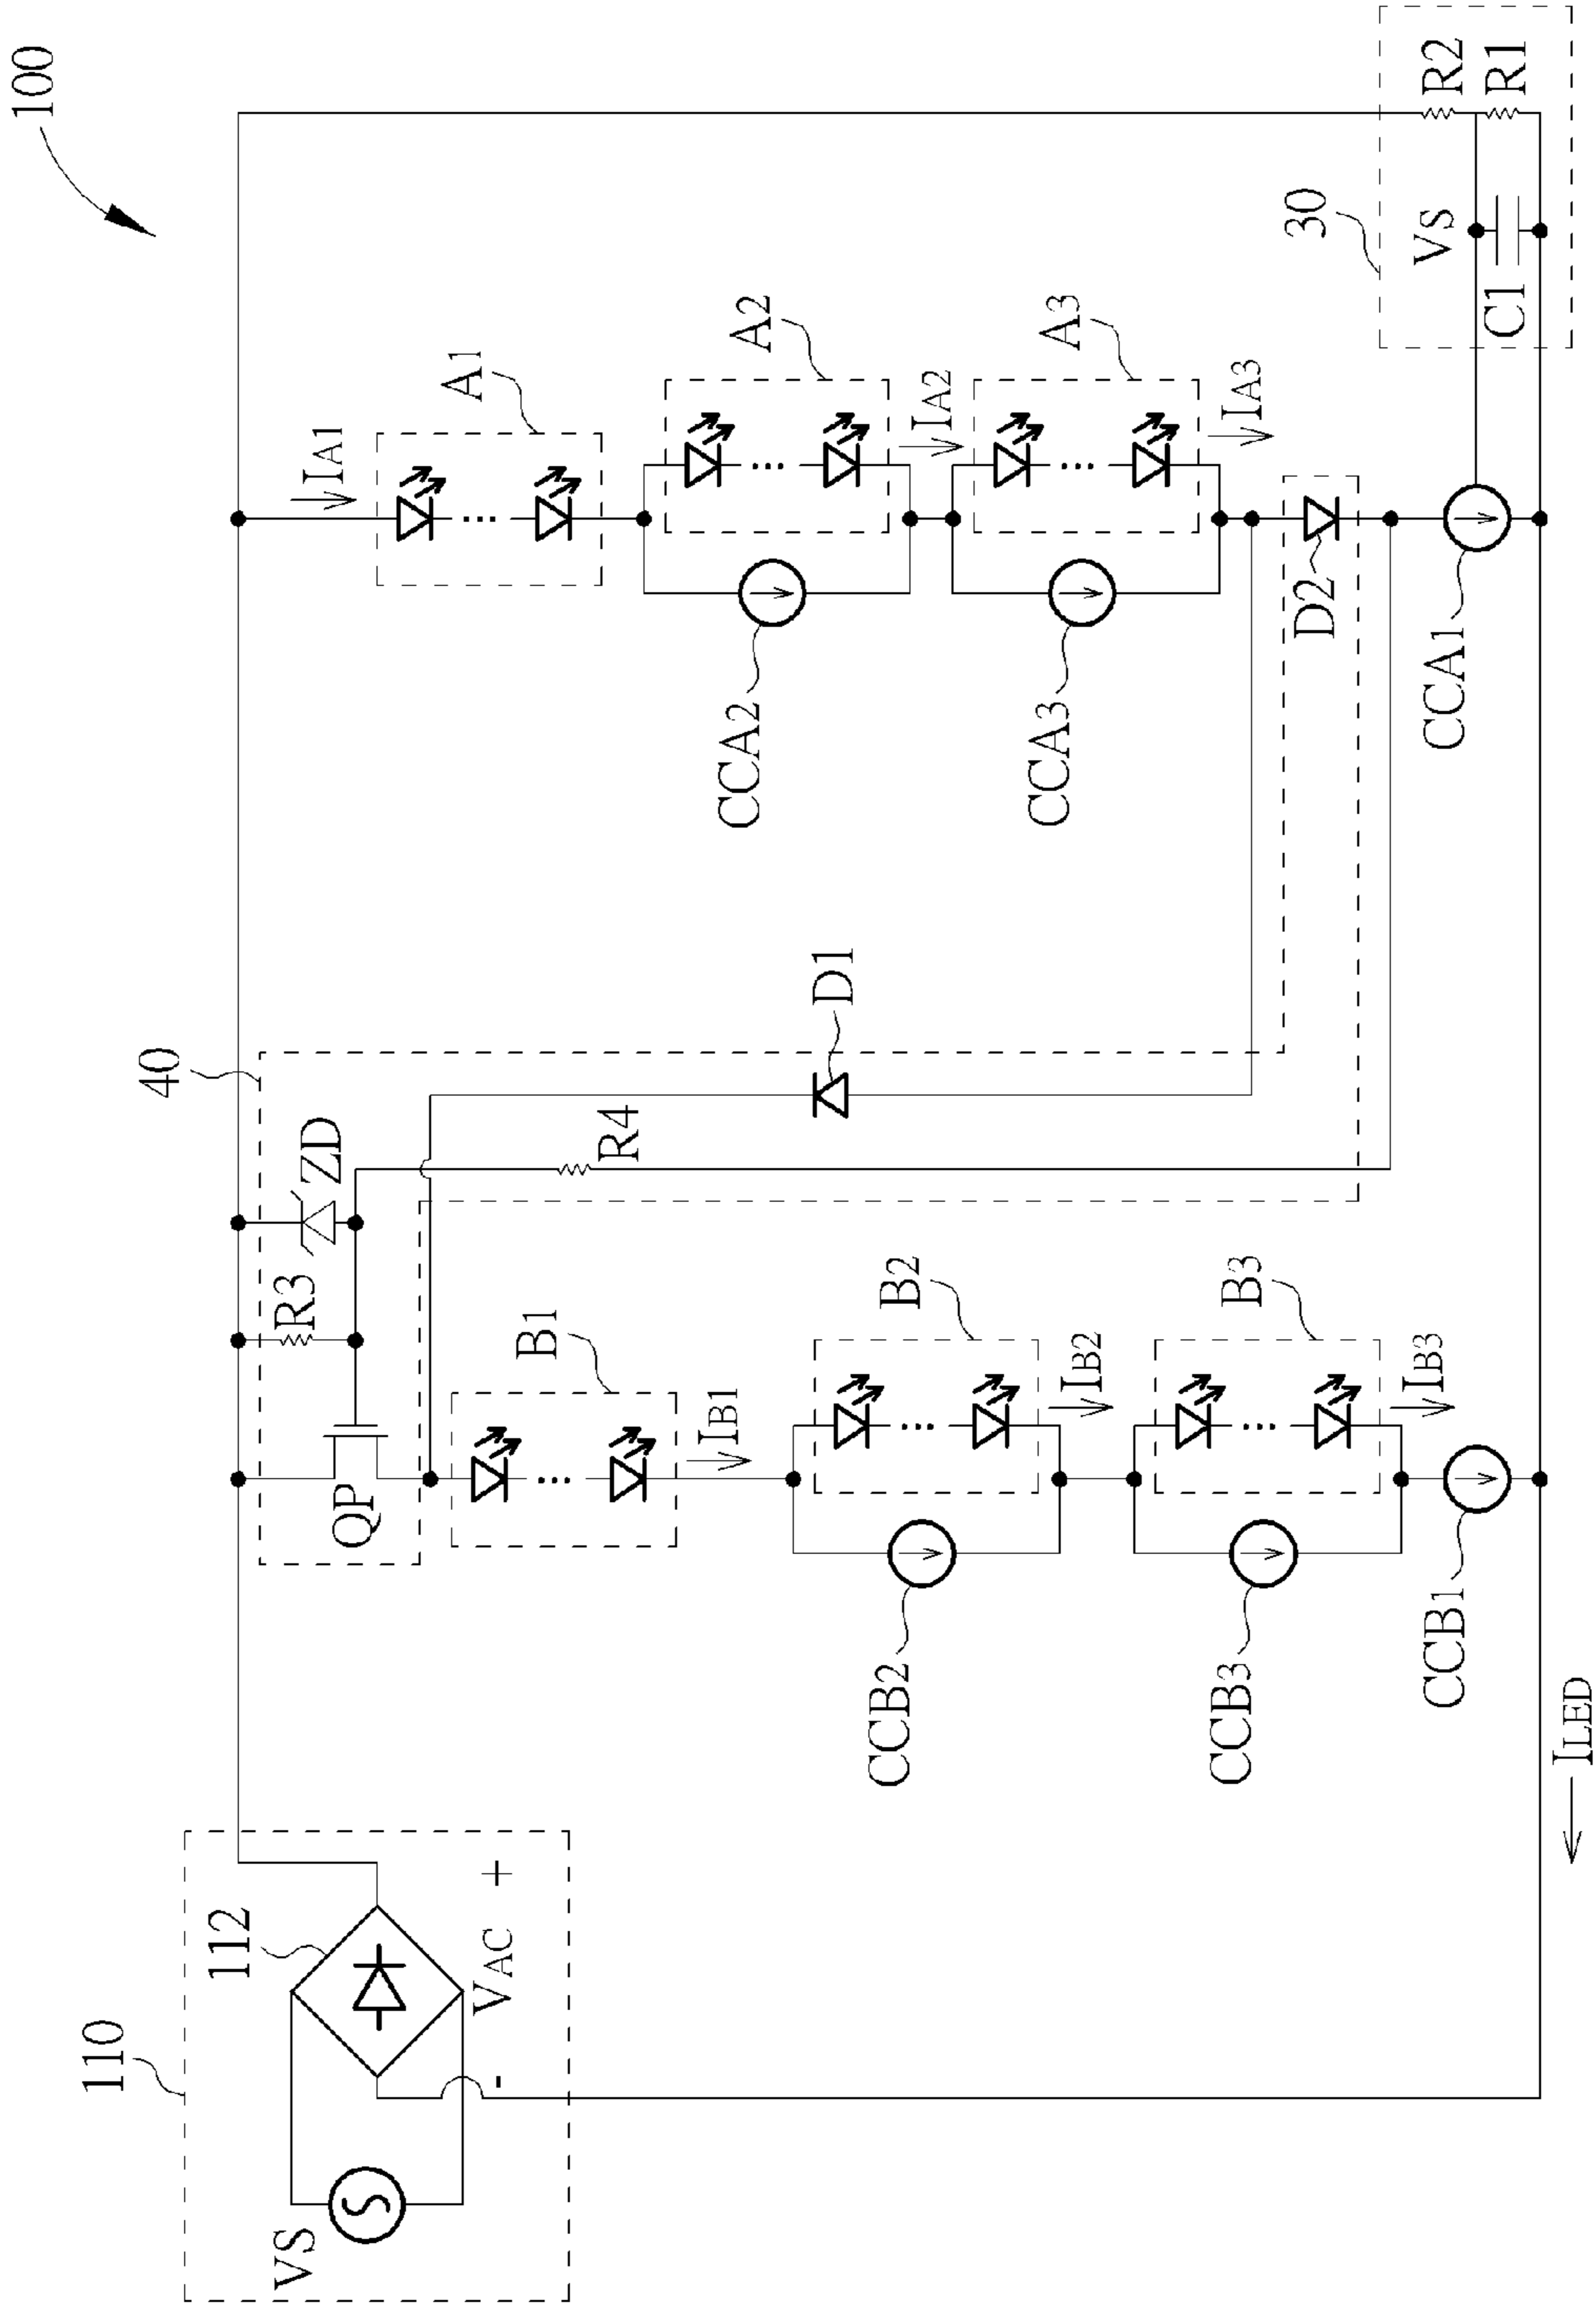 100
40
110
112
VS
VAC
+
-
QP
R3
ZD
R4
D1
IA1
A1
A2
IA2
CCA2
A3
IA3
CCA3
D2
CCA1
30
VS
C1
R2
R1
B1
IB1
B2
IB2
CCB2
B3
IB3
CCB3
CCB1
ILED